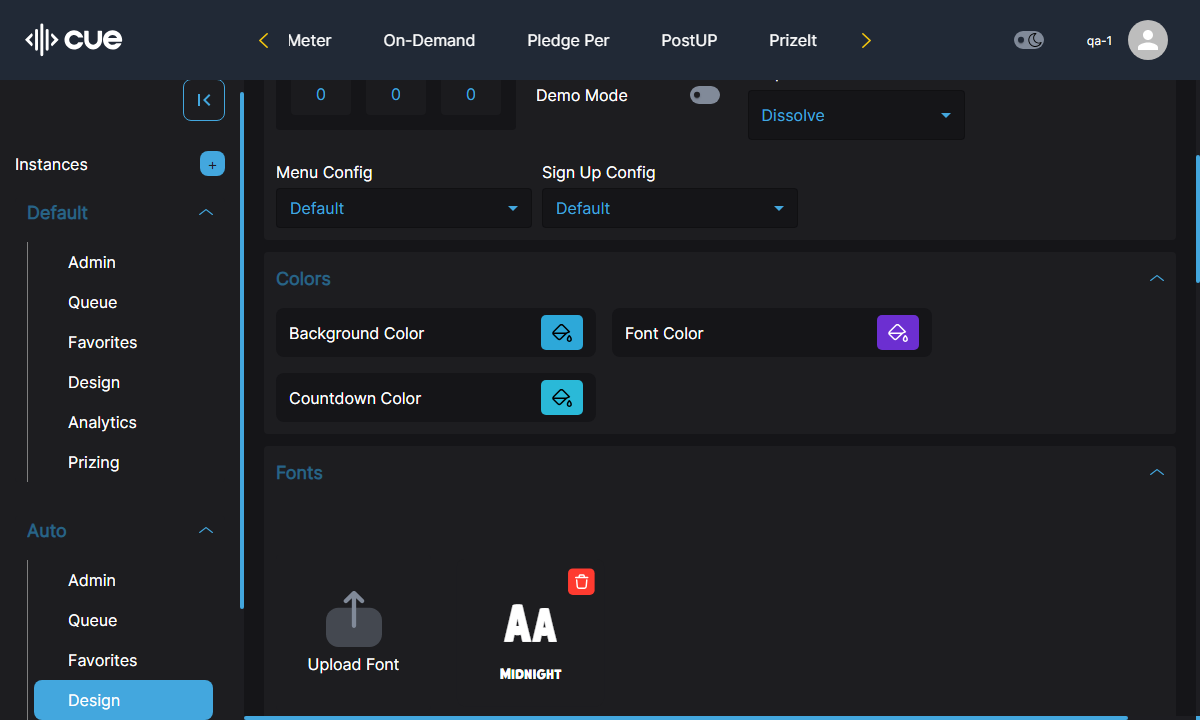 cue
Meter
On-Demand
Pledge Per
PostUP
PrizeIt
qa-1
0
0
0
Demo Mode
Dissolve
Instances
+
Menu Config
Sign Up Config
Default
Default
Default
Admin
Queue
Favorites
Design
Analytics
Prizing
Colors
Background Color
Font Color
Countdown Color
Fonts
Auto
Admin
Queue
Favorites
Design
Upload Font
AA
MIDNIGHT